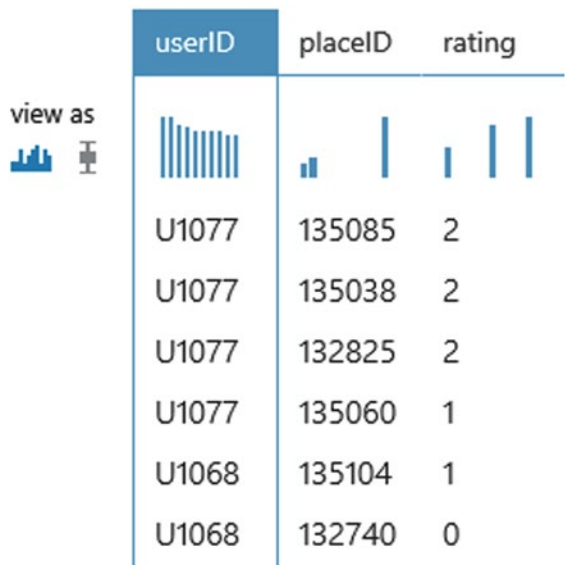 userID placeID rating
view as
U1077 135085 2
U1077 135038 2
U1077 132825 2
U1077 135060 1
U1068 135104 1
U1068 132740 0